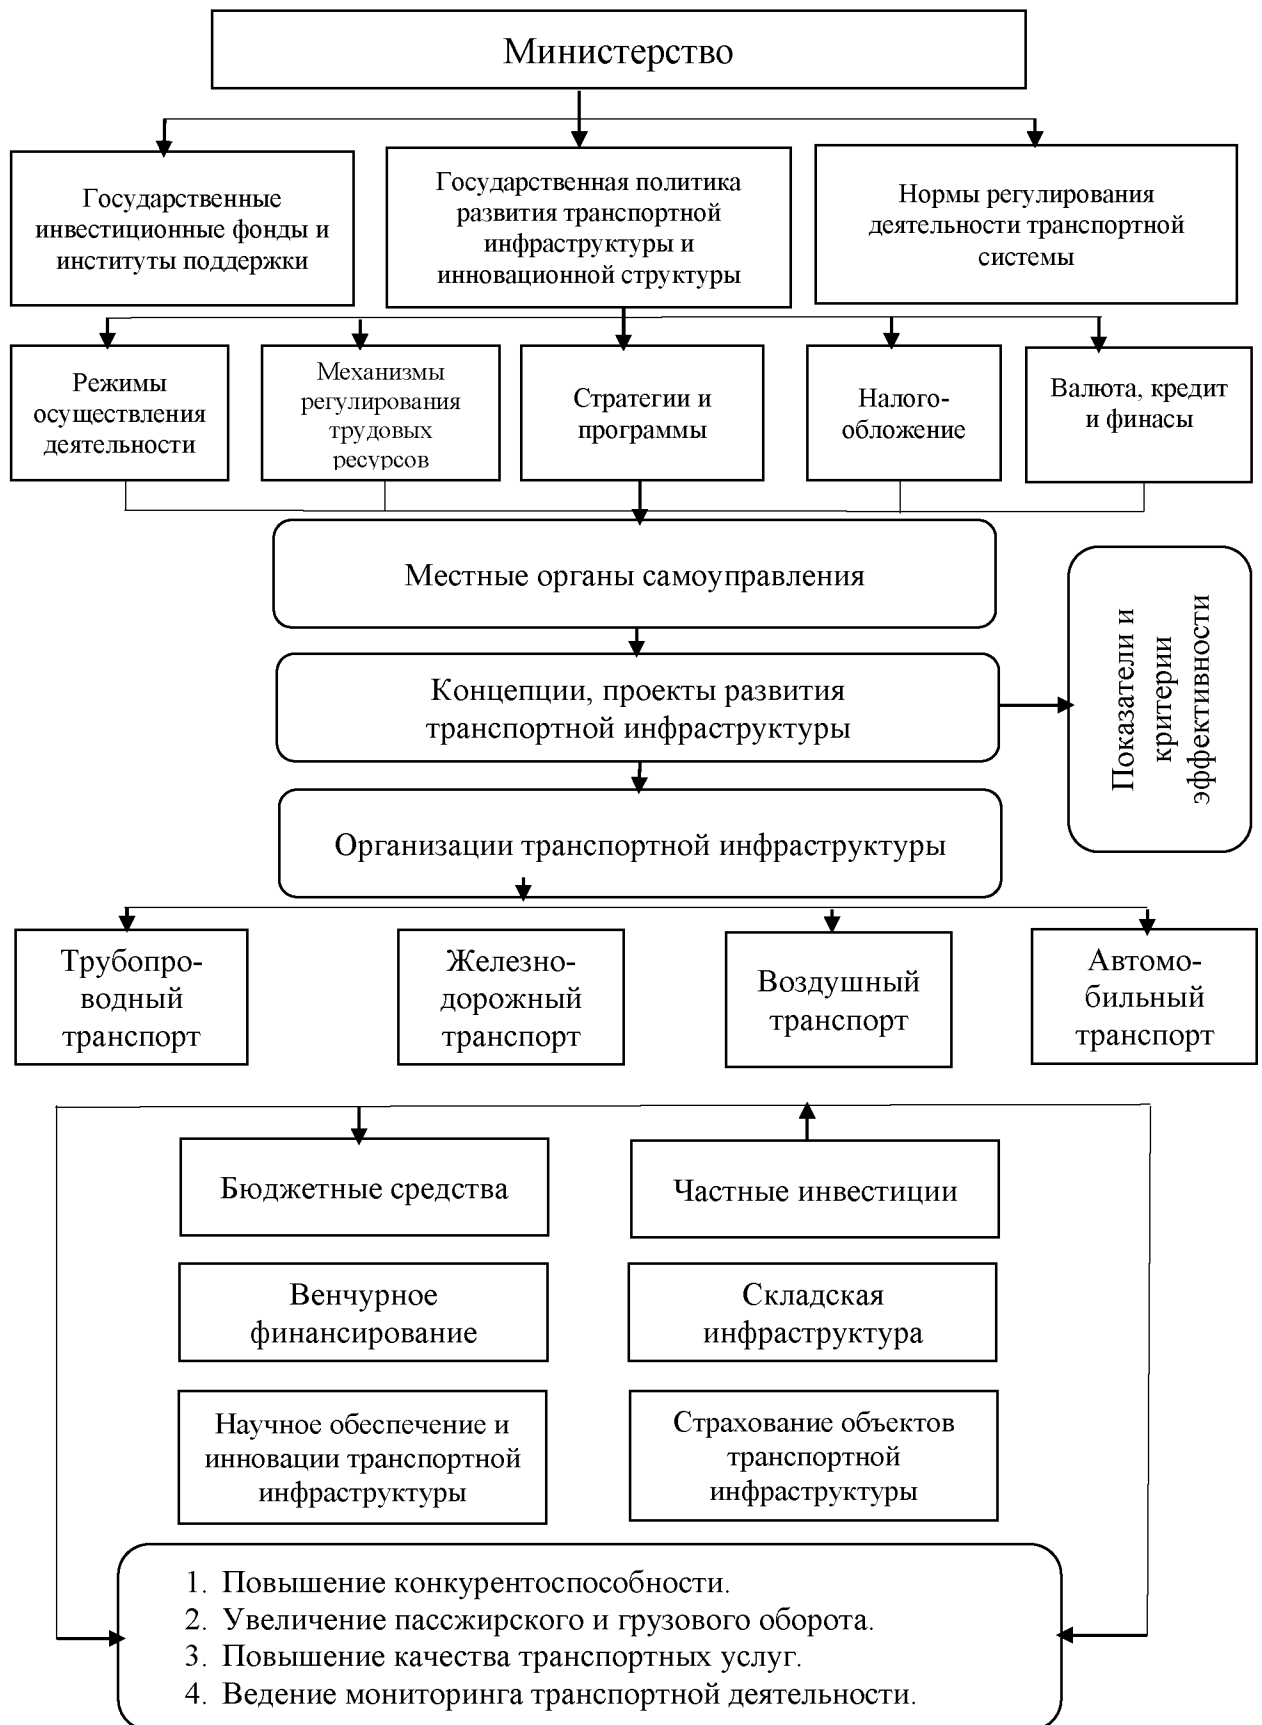 Министерство
Государственные
инвестиционные фонды и
институты поддержки
Государственная политика
развития транспортной
инфраструктуры и
инновационной структуры
Нормы регулирования
деятельности транспортной
системы
Режимы
осуществления
деятельности
Механизмы
регулирования
трудовых
ресурсов
Стратегии и
программы
Налого-
обложение
Валюта, кредит
и финасы
Местные органы самоуправления
Концепции, проекты развития
транспортной инфраструктуры
Показатели и
критерии
эффективности
Организации транспортной инфраструктуры
Трубопро-
водный
транспорт
Железно-
дорожный
транспорт
Воздушный
транспорт
Автомо-
бильный
транспорт
Бюджетные средства
Частные инвестиции
Венчурное
финансирование
Складская
инфраструктура
Научное обеспечение и
инновации транспортной
инфраструктуры
Страхование объектов
транспортной
инфраструктуры
1. Повышение конкурентоспособности.
2. Увеличение пассжирского и грузового оборота.
3. Повышение качества транспортных услуг.
4. Ведение мониторинга транспортной деятельности.